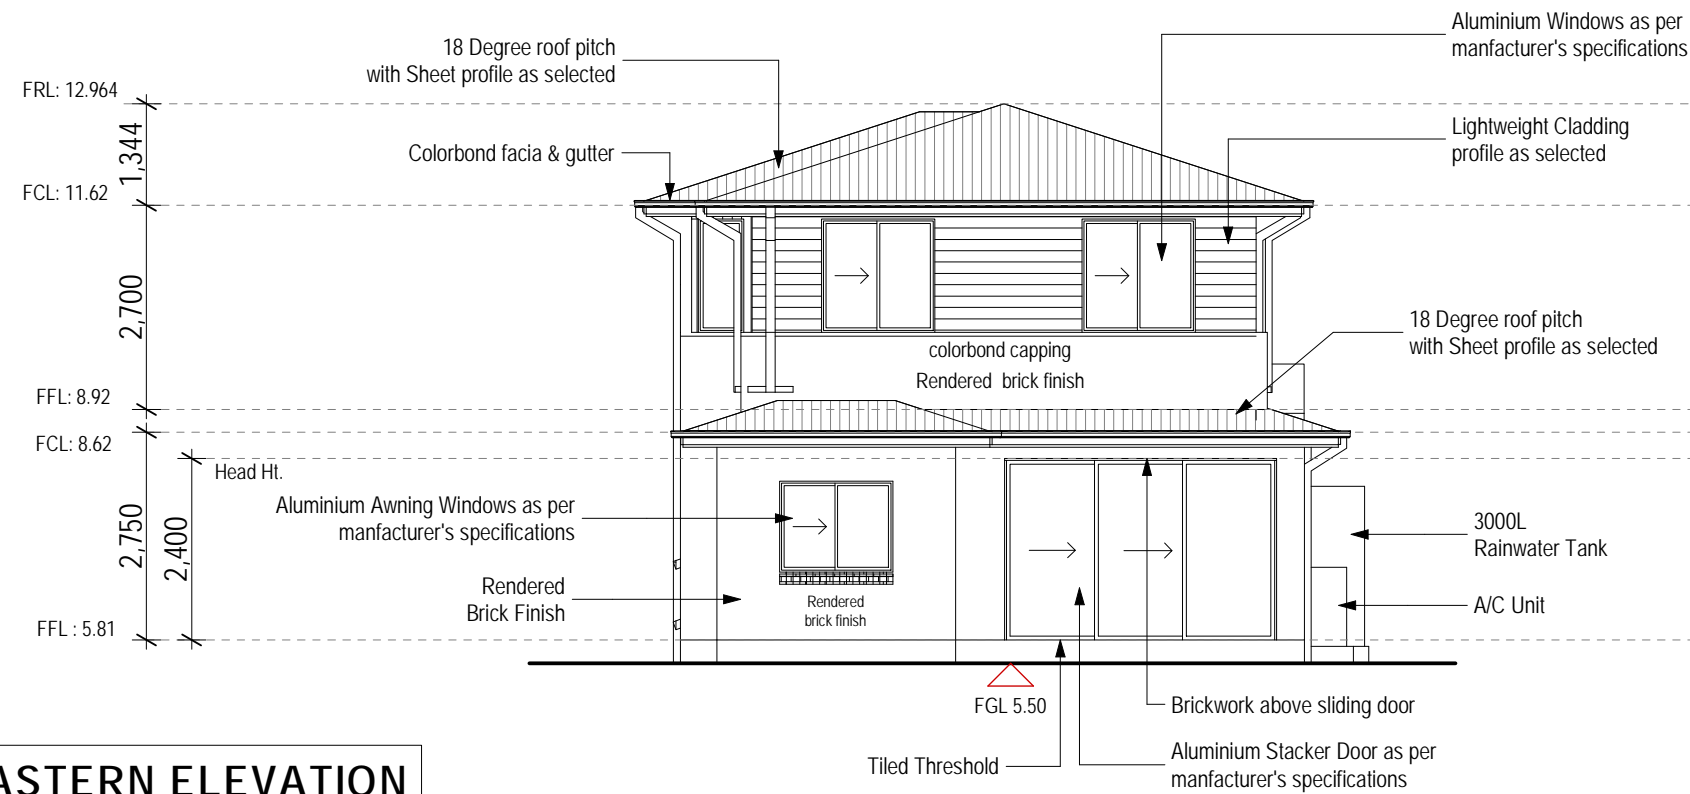 Aluminium Windows as per
manfacturer's specifications
18 Degree roof pitch
with Sheet profile as selected
FRL: 12.964
1,344
Lightweight Cladding
profile as selected
Colorbond facia & gutter
FCL: 11.62
2,700
18 Degree roof pitch
with Sheet profile as selected
colorbond capping
Rendered brick finish
FFL: 8.92
FCL: 8.62
Head Ht.
2,750
2,400
Aluminium Awning Windows as per
manfacturer's specifications
3000L
Rainwater Tank
Rendered
Brick Finish
Rendered
brick finish
A/C Unit
FFL : 5.81
FGL 5.50
Brickwork above sliding door
Tiled Threshold
Aluminium Stacker Door as per
manfacturer's specifications
ASTERN ELEVATION